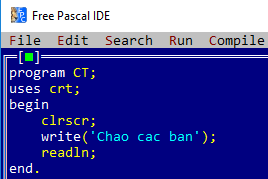 Free Pascal IDE
File Edit Search Run Compile
program CT;
uses crt;
begin
    clrscr;
    write('Chao cac ban');
    readln;
end.